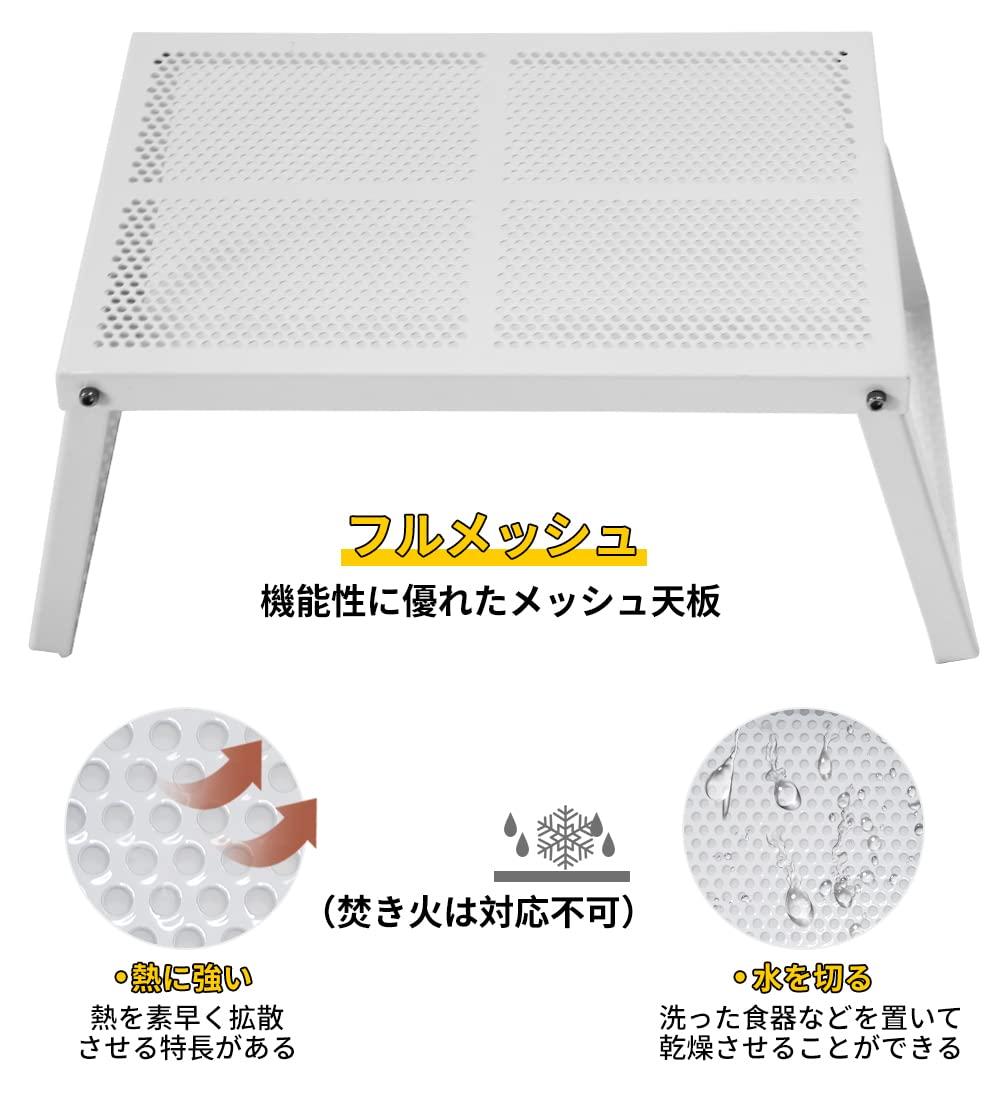 フルメッシュ
機能性に優れたメッシュ天板
（焚き火は対応不可）
•熱に強い
熱を素早く拡散
させる特長がある
•水を切る
洗った食器などを置いて
乾燥させることができる